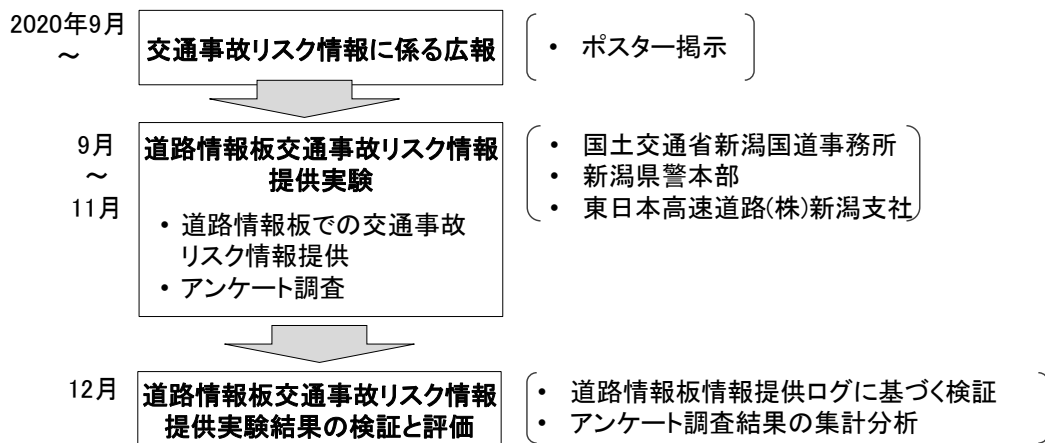 2020年9月
~
交通事故リスク情報に係る広報
• ポスター掲示
9月
~
11月
道路情報板交通事故リスク情報
提供実験
• 道路情報板での交通事故
リスク情報提供
• アンケート調査
• 国土交通省新潟国道事務所
• 新潟県警本部
• 東日本高速道路(株)新潟支社
12月
道路情報板交通事故リスク情報
提供実験結果の検証と評価
• 道路情報板情報提供ログに基づく検証
• アンケート調査結果の集計分析